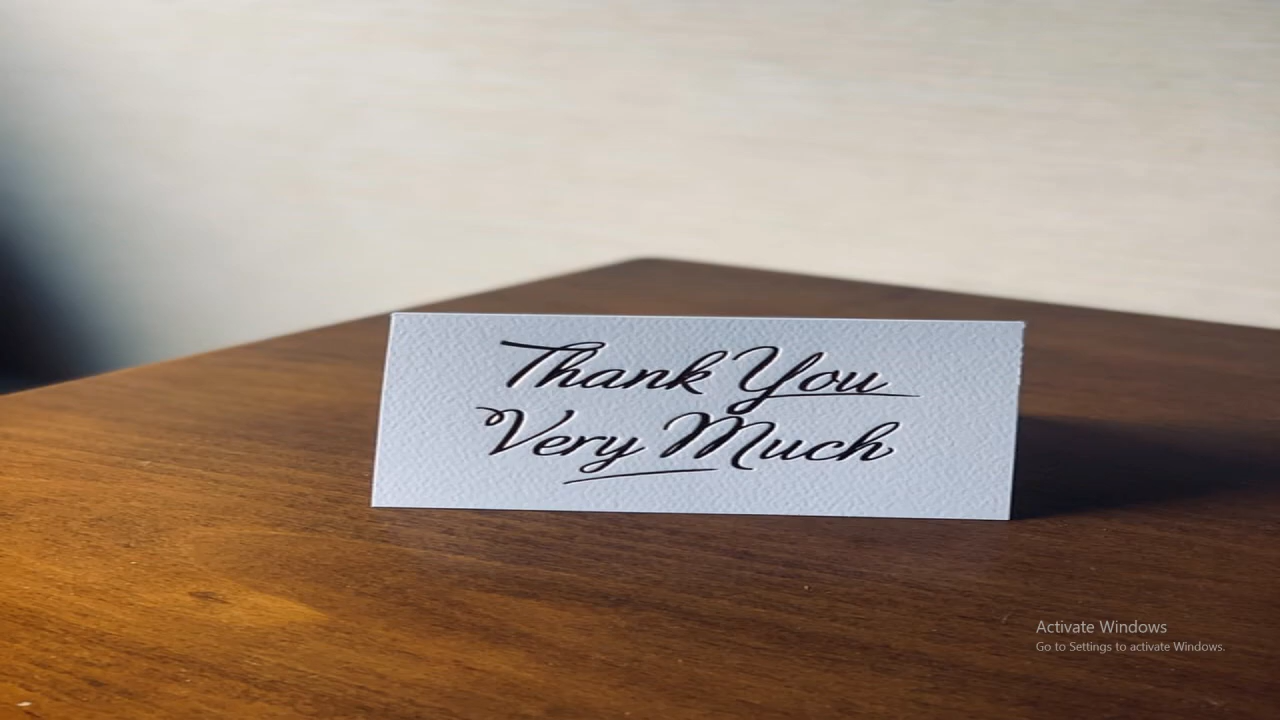 Thank You
Very Much
Activate Windows
Go to Settings to activate Windows.